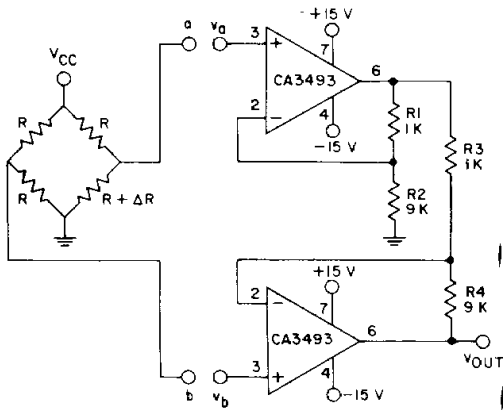 a
Va
-+15 V
3
+
7
CA3493
6
2
-
4
-15 V
VCC
R
R
R
R + ΔR
R1
1K
R2
9K
R3
1K
+15 V
2
-
7
CA3493
6
3
+
4
-15 V
R4
9K
VOUT
b
Vb